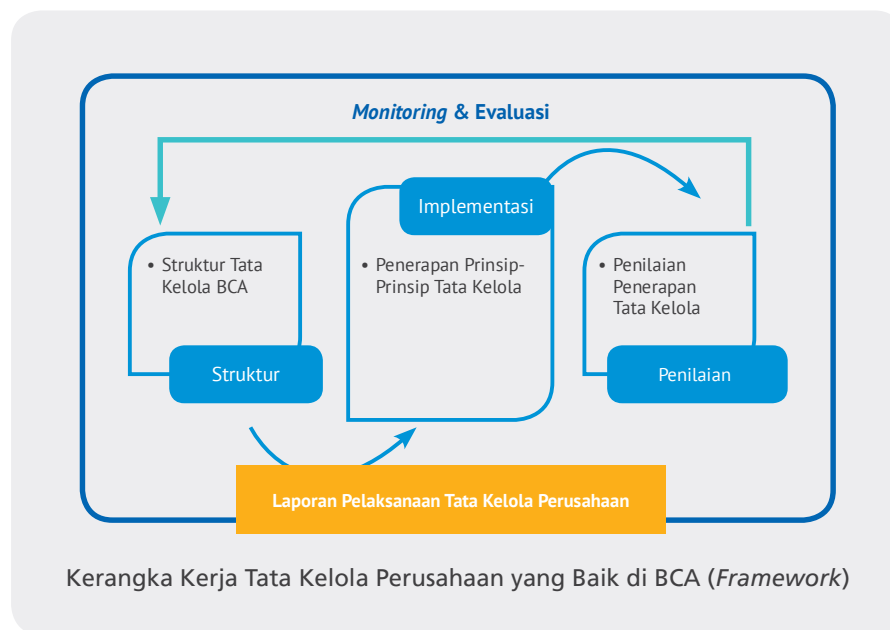 Monitoring & Evaluasi
Implementasi
• Struktur Tata
Kelola BCA
Struktur
• Penerapan Prinsip-
Prinsip Tata Kelola
• Penilaian
Penerapan
Tata Kelola
Penilaian
Laporan Pelaksanaan Tata Kelola Perusahaan
Kerangka Kerja Tata Kelola Perusahaan yang Baik di BCA (Framework)